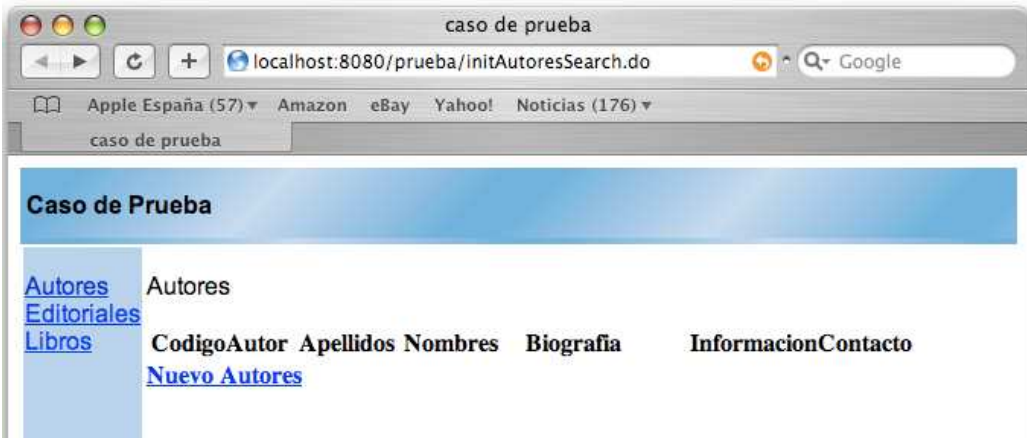 caso de prueba
localhost:8080/prueba/initAutoresSearch.do
Google
Apple España (57) Amazon eBay Yahoo! Noticias (176)
caso de prueba
Caso de Prueba
Autores
Editoriales
Libros
Autores
CodigoAutor Apellidos Nombres Biografia InformacionContacto
Nuevo Autores